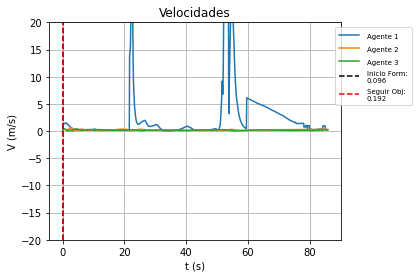 Velocidades
V (m/s)
20
15
10
5
0
−5
−10
−15
−20
0
20
40
60
80
t (s)
Agente 1
Agente 2
Agente 3
Inicio Form:
0.096
Seguir Obj:
0.192